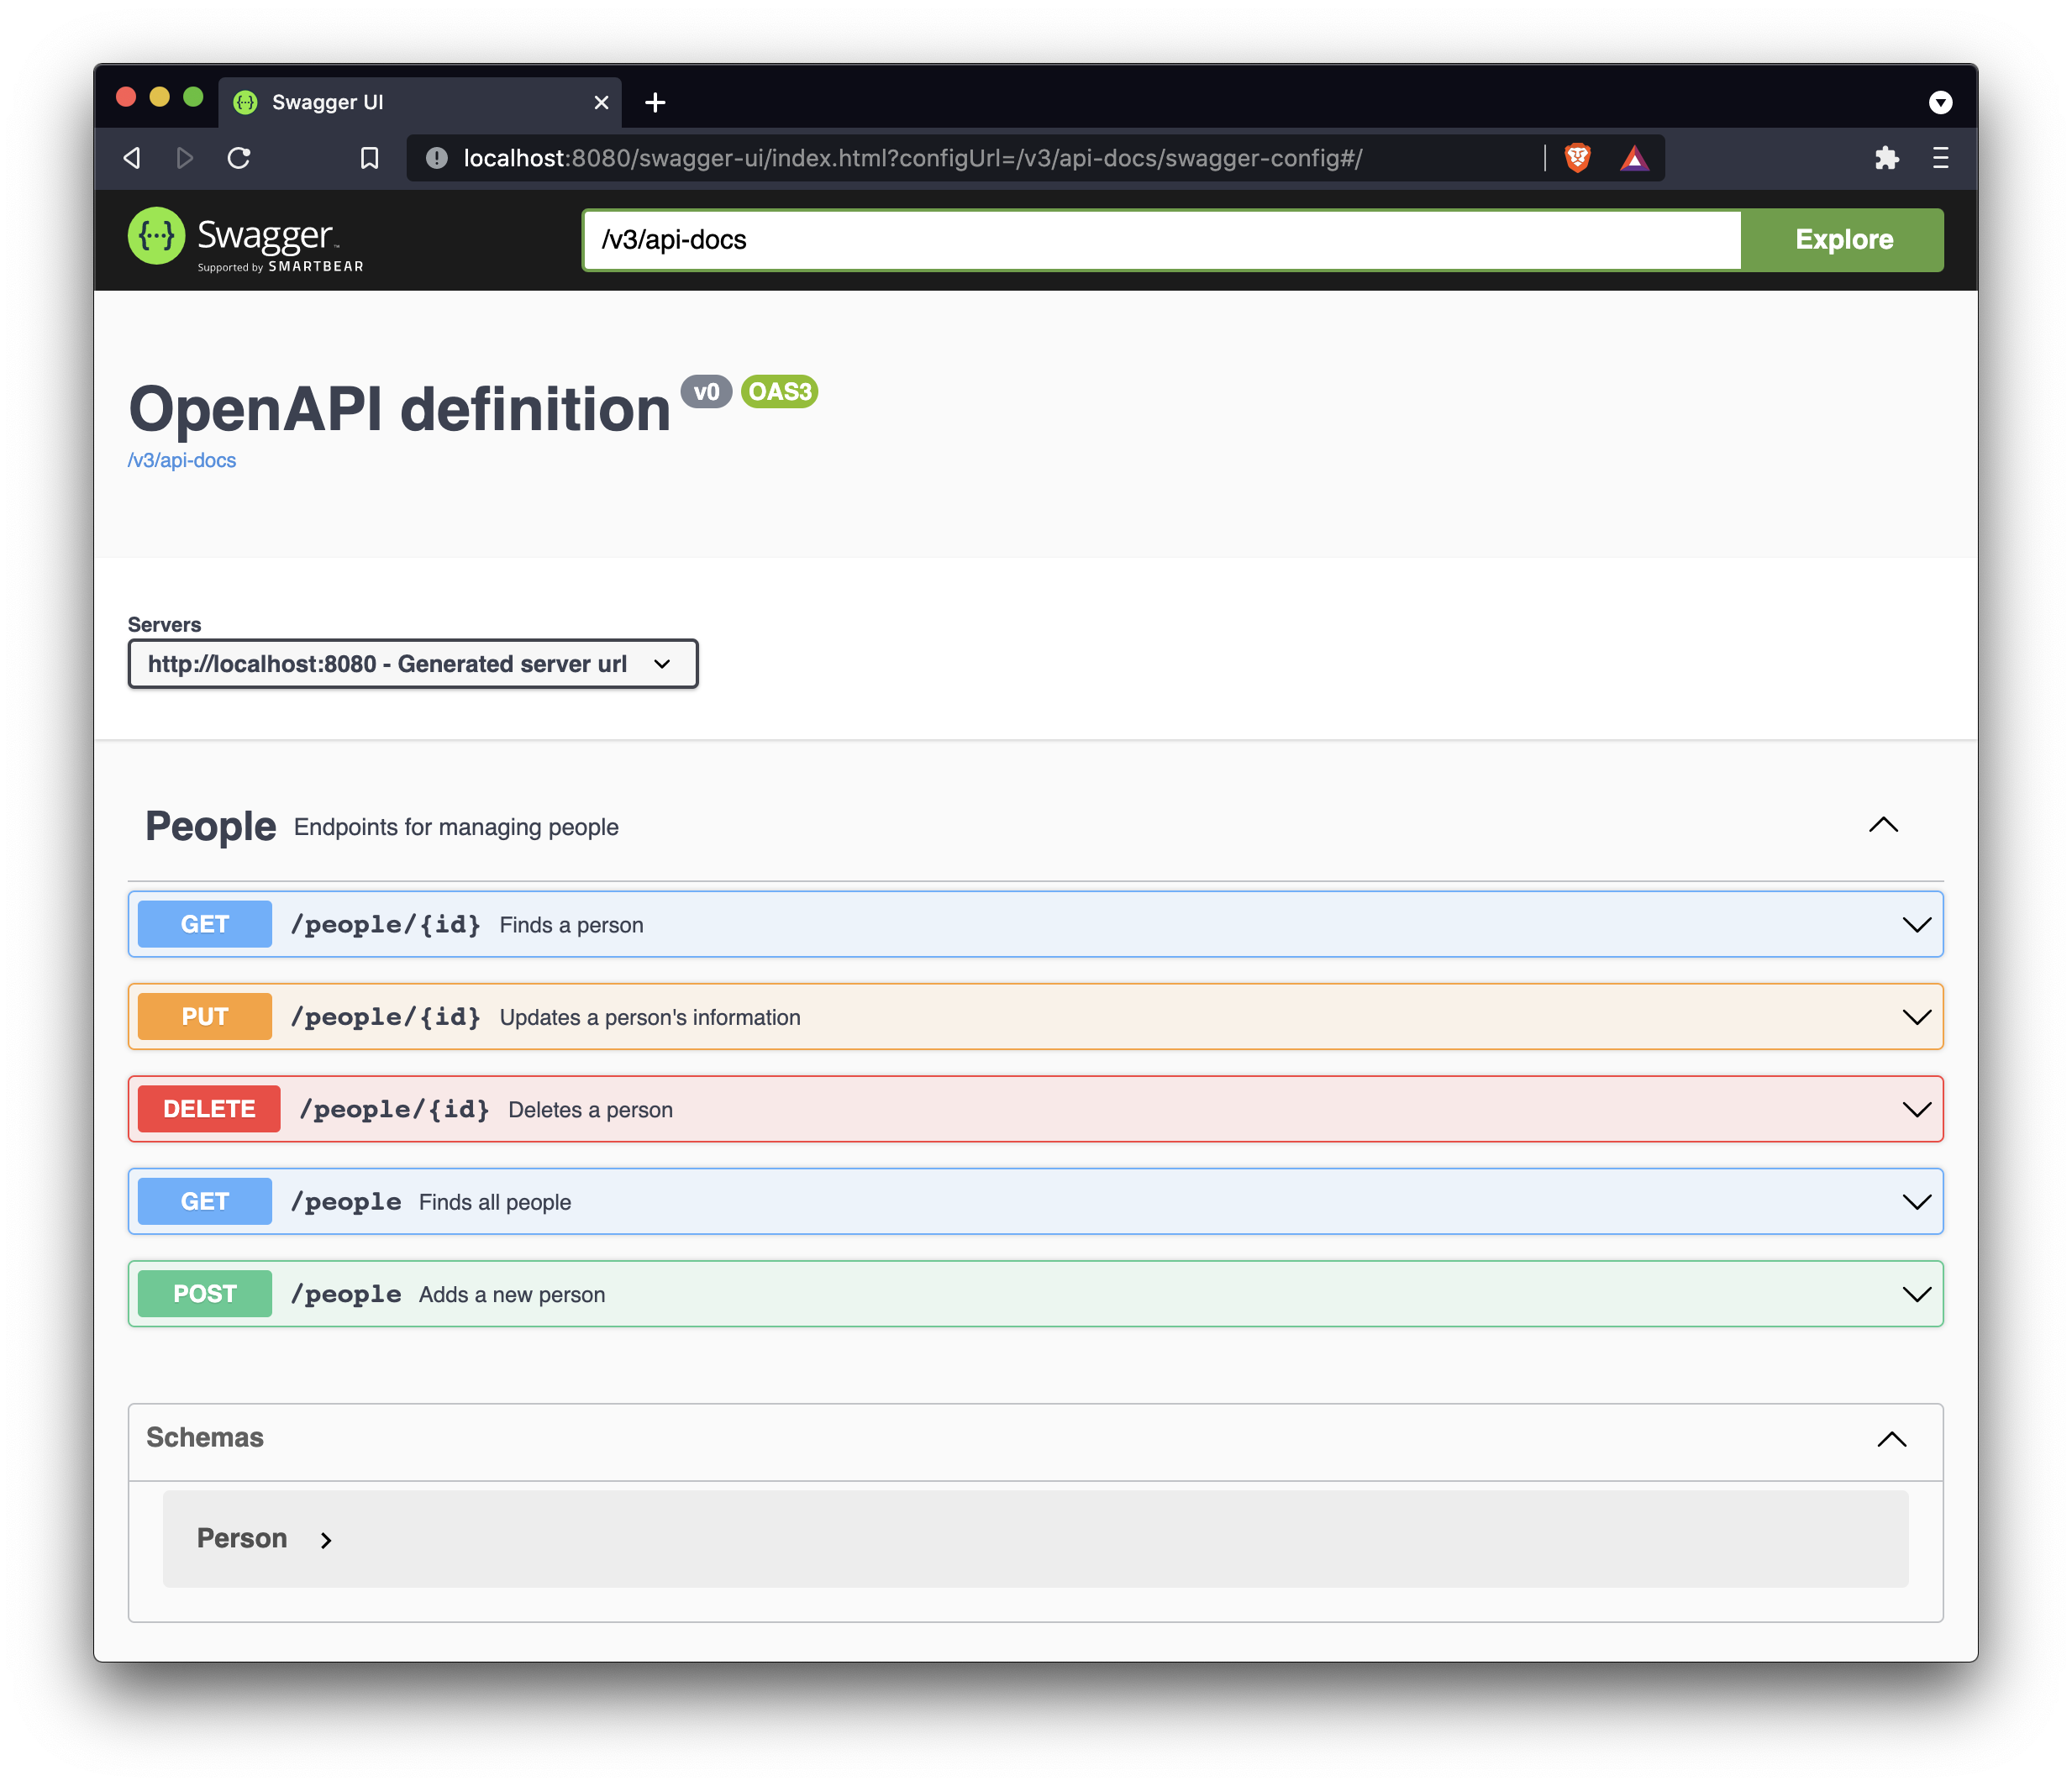 Swagger UI
localhost:8080/swagger-ui/index.html?configUrl=/v3/api-docs/swagger-config#/
{···} Swagger™
Supported by SMARTBEAR
/v3/api-docs
Explore
OpenAPI definition v0 OAS3
/v3/api-docs
Servers
http://localhost:8080 - Generated server url
People Endpoints for managing people
GET /people/{id} Finds a person
PUT /people/{id} Updates a person's information
DELETE /people/{id} Deletes a person
GET /people Finds all people
POST /people Adds a new person
Schemas
Person